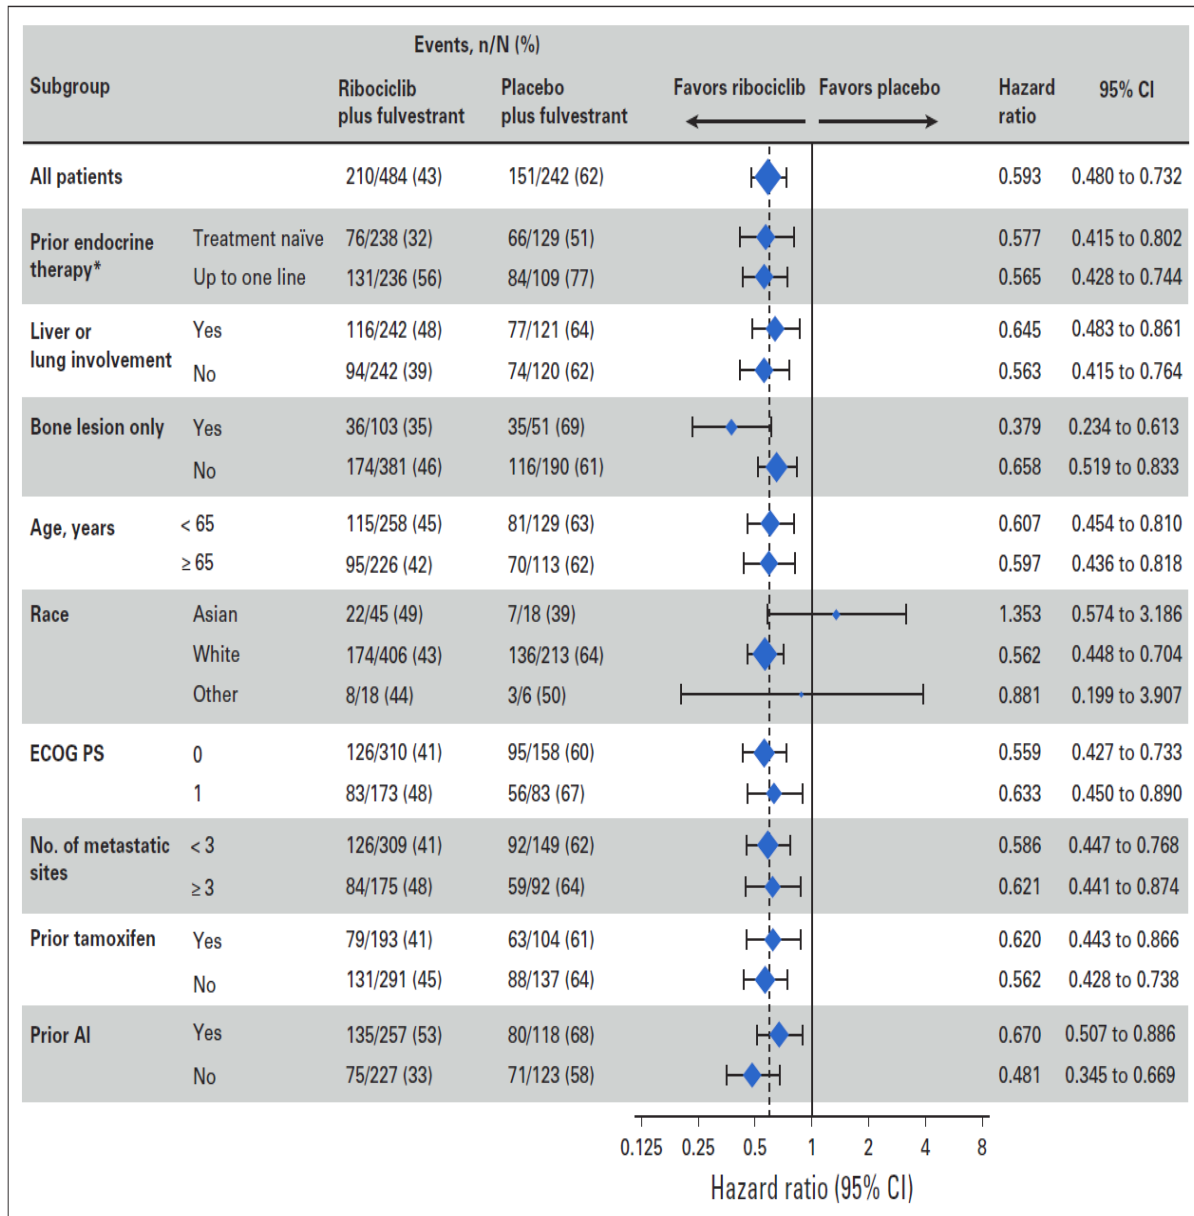 Events, n/N (%)
Subgroup Ribociclib plus fulvestrant Placebo plus fulvestrant Favors ribociclib Favors placebo Hazard ratio 95% CI
All patients 210/484 (43) 151/242 (62) 0.593 0.480 to 0.732
Prior endocrine therapy* Treatment naïve 76/238 (32) 66/129 (51) 0.577 0.415 to 0.802
Up to one line 131/236 (56) 84/109 (77) 0.565 0.428 to 0.744
Liver or lung involvement Yes 116/242 (48) 77/121 (64) 0.645 0.483 to 0.861
No 94/242 (39) 74/120 (62) 0.563 0.415 to 0.764
Bone lesion only Yes 36/103 (35) 35/51 (69) 0.379 0.234 to 0.613
No 174/381 (46) 116/190 (61) 0.658 0.519 to 0.833
Age, years < 65 115/258 (45) 81/129 (63) 0.607 0.454 to 0.810
≥ 65 95/226 (42) 70/113 (62) 0.597 0.436 to 0.818
Race Asian 22/45 (49) 7/18 (39) 1.353 0.574 to 3.186
White 174/406 (43) 136/213 (64) 0.562 0.448 to 0.704
Other 8/18 (44) 3/6 (50) 0.881 0.199 to 3.907
ECOG PS 0 126/310 (41) 95/158 (60) 0.559 0.427 to 0.733
1 83/173 (48) 56/83 (67) 0.633 0.450 to 0.890
No. of metastatic sites < 3 126/309 (41) 92/149 (62) 0.586 0.447 to 0.768
≥ 3 84/175 (48) 59/92 (64) 0.621 0.441 to 0.874
Prior tamoxifen Yes 79/193 (41) 63/104 (61) 0.620 0.443 to 0.866
No 131/291 (45) 88/137 (64) 0.562 0.428 to 0.738
Prior AI Yes 135/257 (53) 80/118 (68) 0.670 0.507 to 0.886
No 75/227 (33) 71/123 (58) 0.481 0.345 to 0.669
0.125 0.25 0.5 1 2 4 8
Hazard ratio (95% CI)